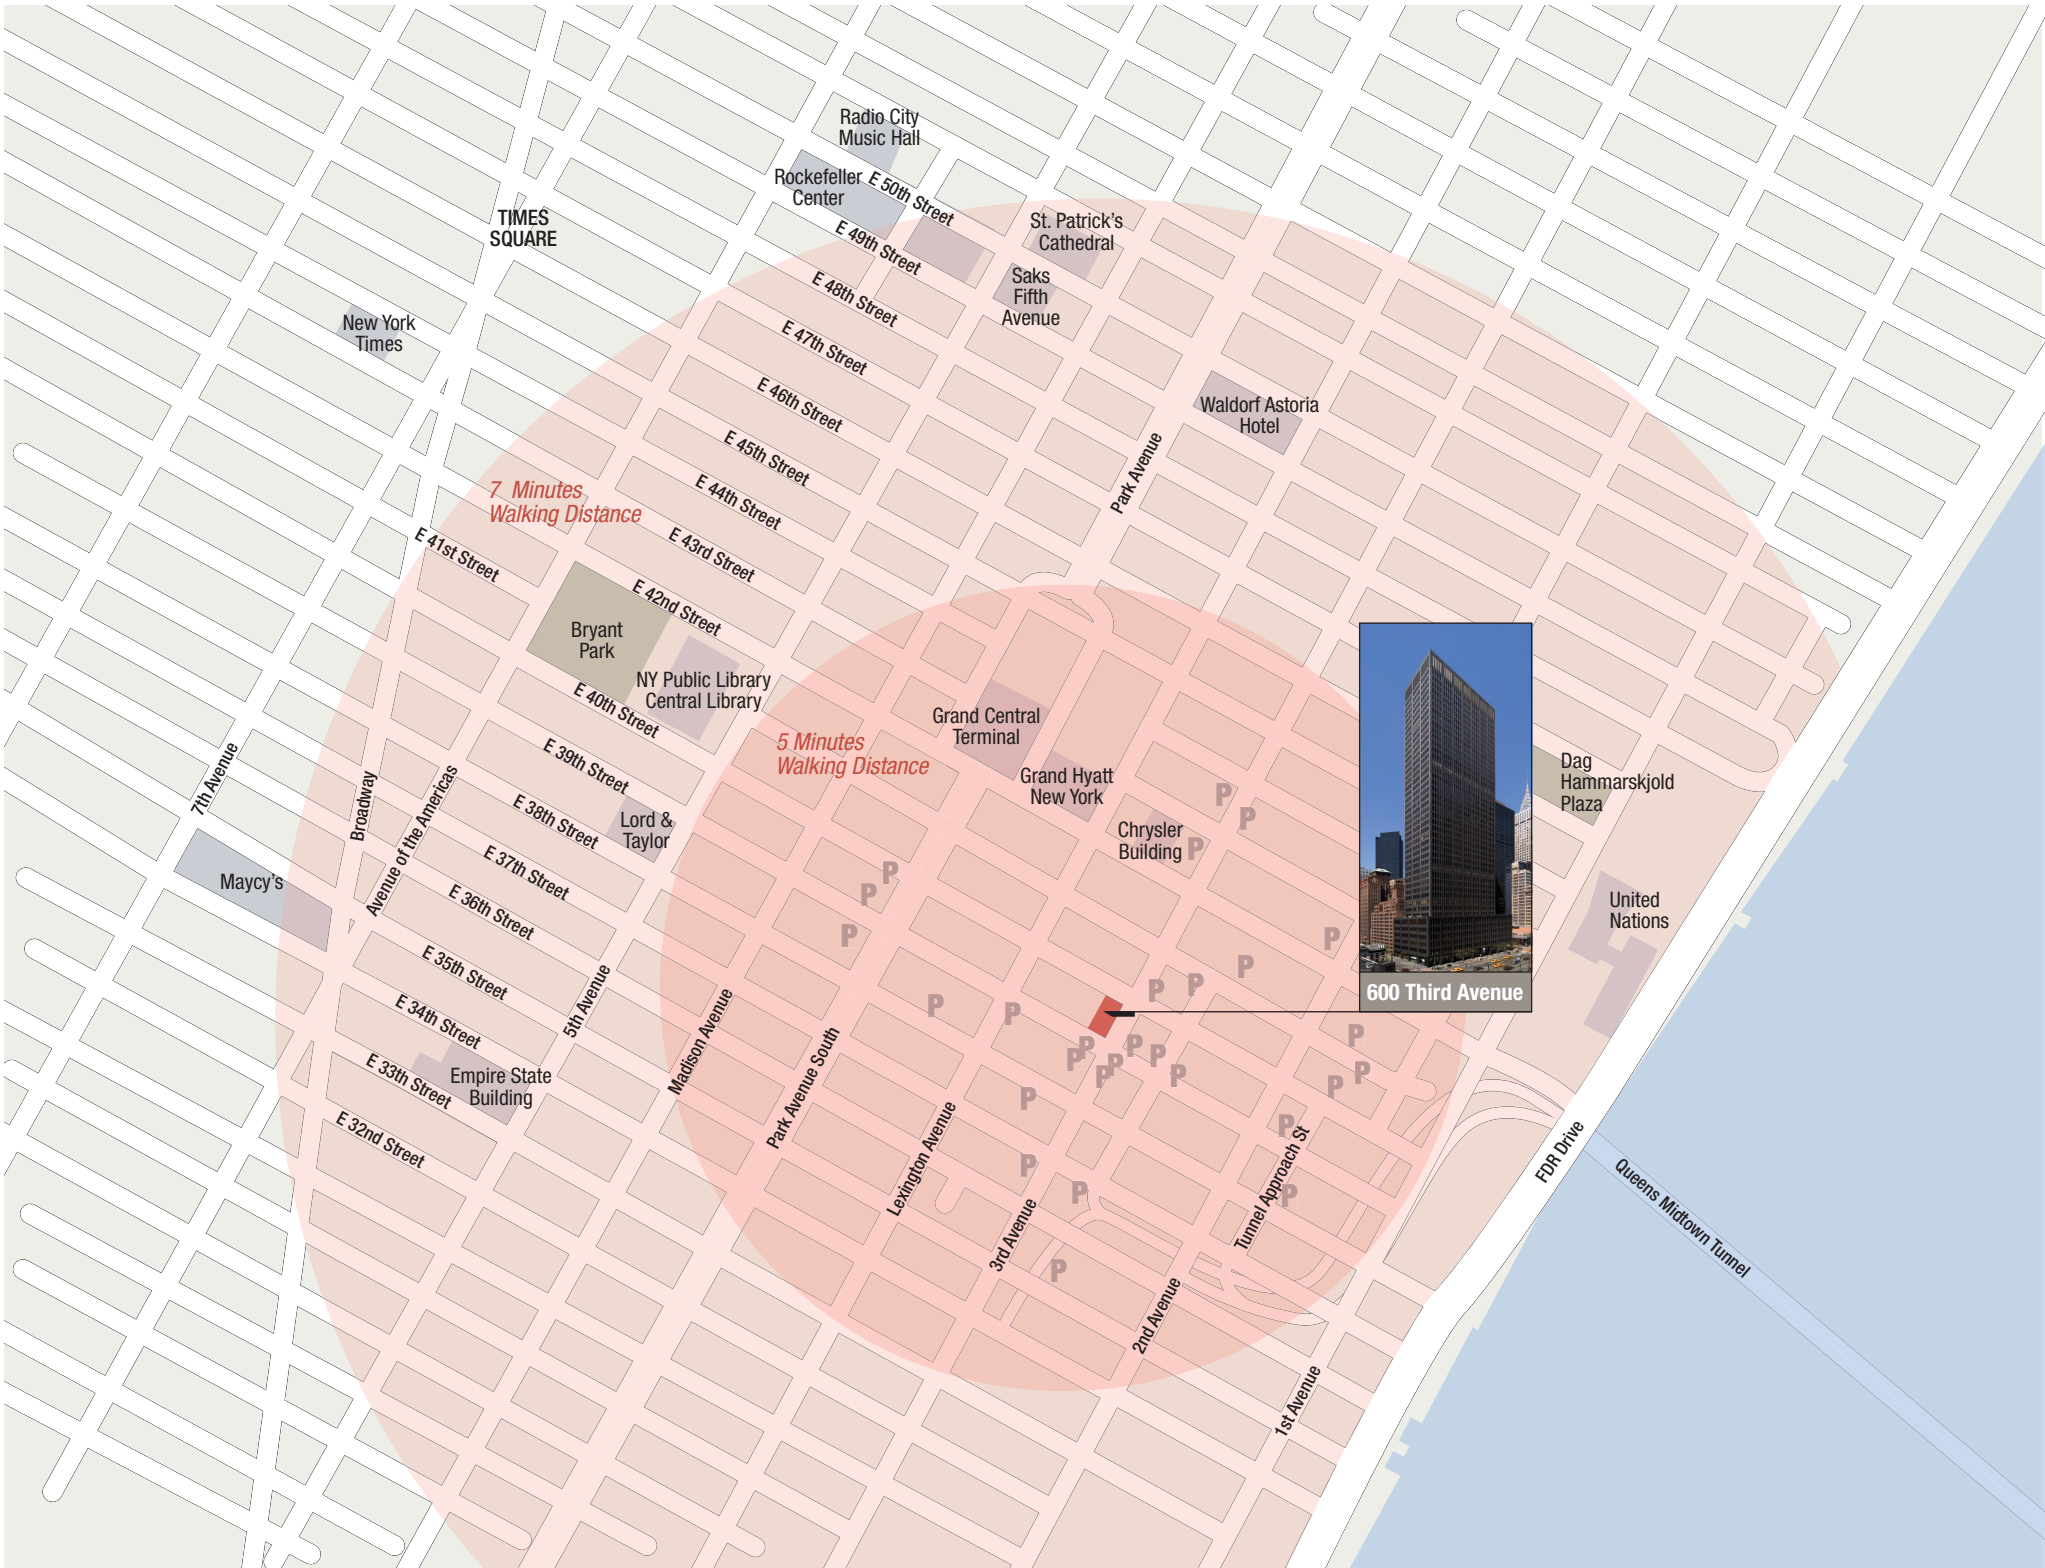 Radio City
Music Hall
Rockefeller
Center
E 50th Street
TIMES
SQUARE
St. Patrick's
Cathedral
E 49th Street
Saks
Fifth
Avenue
E 48th Street
New York
Times
E 47th Street
E 46th Street
Waldorf Astoria
Hotel
E 45th Street
Park Avenue
7 Minutes
Walking Distance
E 44th Street
E 43rd Street
E 41st Street
E 42nd Street
Bryant
Park
NY Public Library
Central Library
E 40th Street
Grand Central
Terminal
5 Minutes
Walking Distance
E 39th Street
Grand Hyatt
New York
Dag
Hammarskjold
Plaza
7th Avenue
Broadway
Avenue of the Americas
E 38th Street
Lord &
Taylor
Chrysler
Building
P
P
P
P
P
P
E 37th Street
Maycy's
E 36th Street
United
Nations
P
P
P
E 35th Street
5th Avenue
P
P
600 Third Avenue
E 34th Street
Madison Avenue
P
P
P
P
P
P
P
P
P
P
Empire State
Building
E 33th Street
Park Avenue South
P
P
P
E 32nd Street
Lexington Avenue
P
Tunnel Approach St
FDR Drive
P
P
P
Queens Midtown Tunnel
3rd Avenue
P
2nd Avenue
1st Avenue